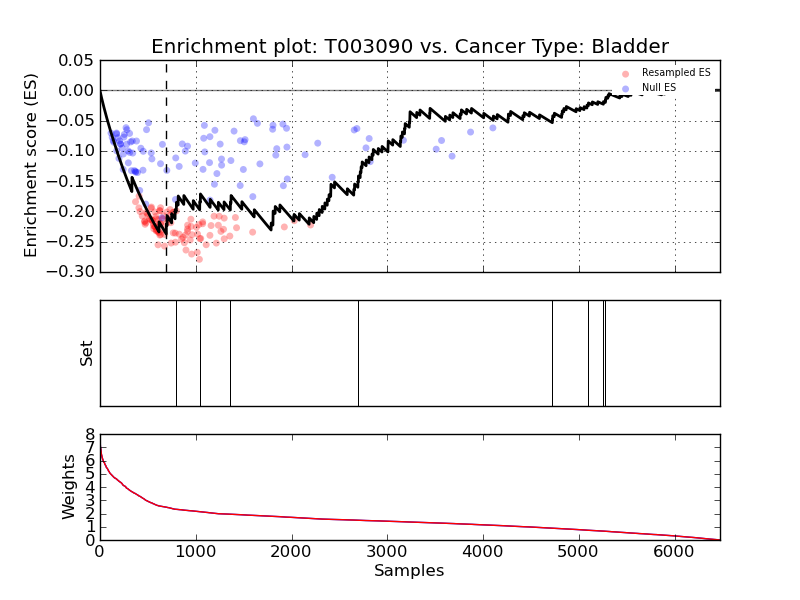 Enrichment plot: T003090 vs. Cancer Type: Bladder
Enrichment score (ES)
0.05
0.00
−0.05
−0.10
−0.15
−0.20
−0.25
−0.30
Resampled ES
Null ES
Set
Weights
8
7
6
5
4
3
2
1
0
0 1000 2000 3000 4000 5000 6000
Samples